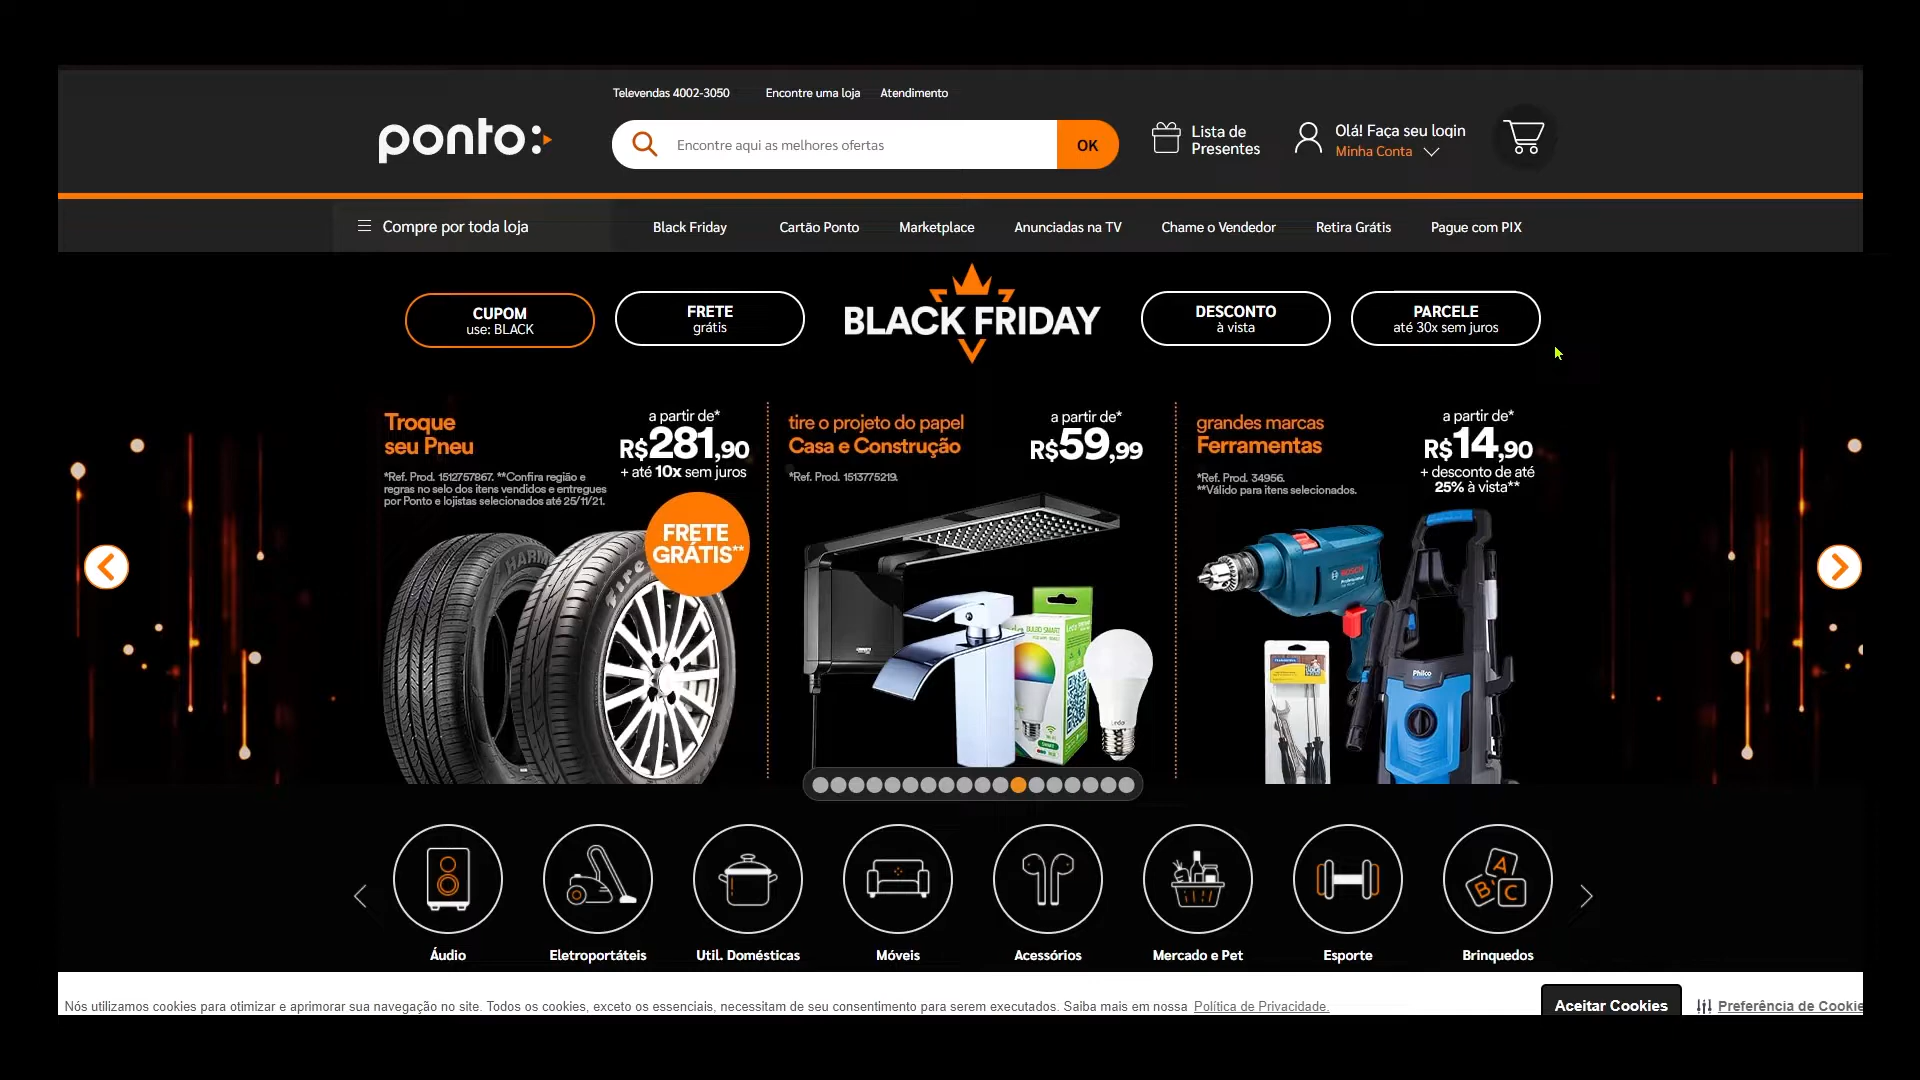 Televendas 4002-3050
Encontre uma loja
Atendimento
ponto:
Encontre aqui as melhores ofertas
OK
Lista de
Presentes
Olá! Faça seu login
Minha Conta
Compre por toda loja
Black Friday
Cartão Ponto
Marketplace
Anunciadas na TV
Chame o Vendedor
Retira Grátis
Pague com PIX
CUPOM
use: BLACK
FRETE
grátis
BLACK FRIDAY
DESCONTO
à vista
PARCELE
até 30x sem juros
Troque
seu Pneu
a partir de*
R$281,90
+ até 10x sem juros
*Ref. Prod. 1512757867. **Confira região e
regras no selo dos itens vendidos e entregues
por Ponto e lojistas selecionados até 25/11/21.
FRETE
GRÁTIS**
tire o projeto do papel
Casa e Construção
a partir de*
R$59,99
*Ref. Prod. 1513775219.
BULBO SMART
grandes marcas
Ferramentas
a partir de*
R$14,90
+ desconto de até
25% à vista**
*Ref. Prod. 34956.
**Válido para itens selecionados.
BOSCH
Professional
Philco
A
B
C
Áudio
Eletroportáteis
Util. Domésticas
Móveis
Acessórios
Mercado e Pet
Esporte
Brinquedos
Nós utilizamos cookies para otimizar e aprimorar sua navegação no site. Todos os cookies, exceto os essenciais, necessitam de seu consentimento para serem executados. Saiba mais em nossa Política de Privacidade.
Aceitar Cookies
Preferência de Cookie